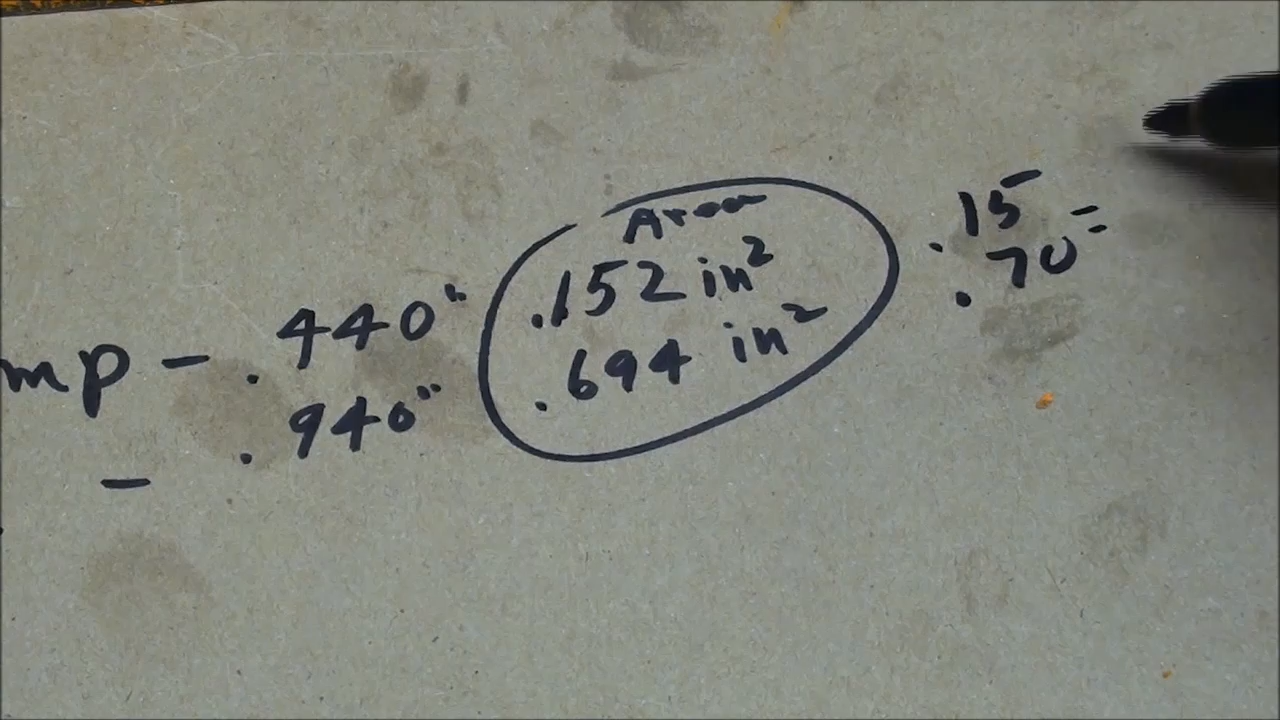 Area
mp - .440" .152 in² .15
- .940" .694 in² .70 =